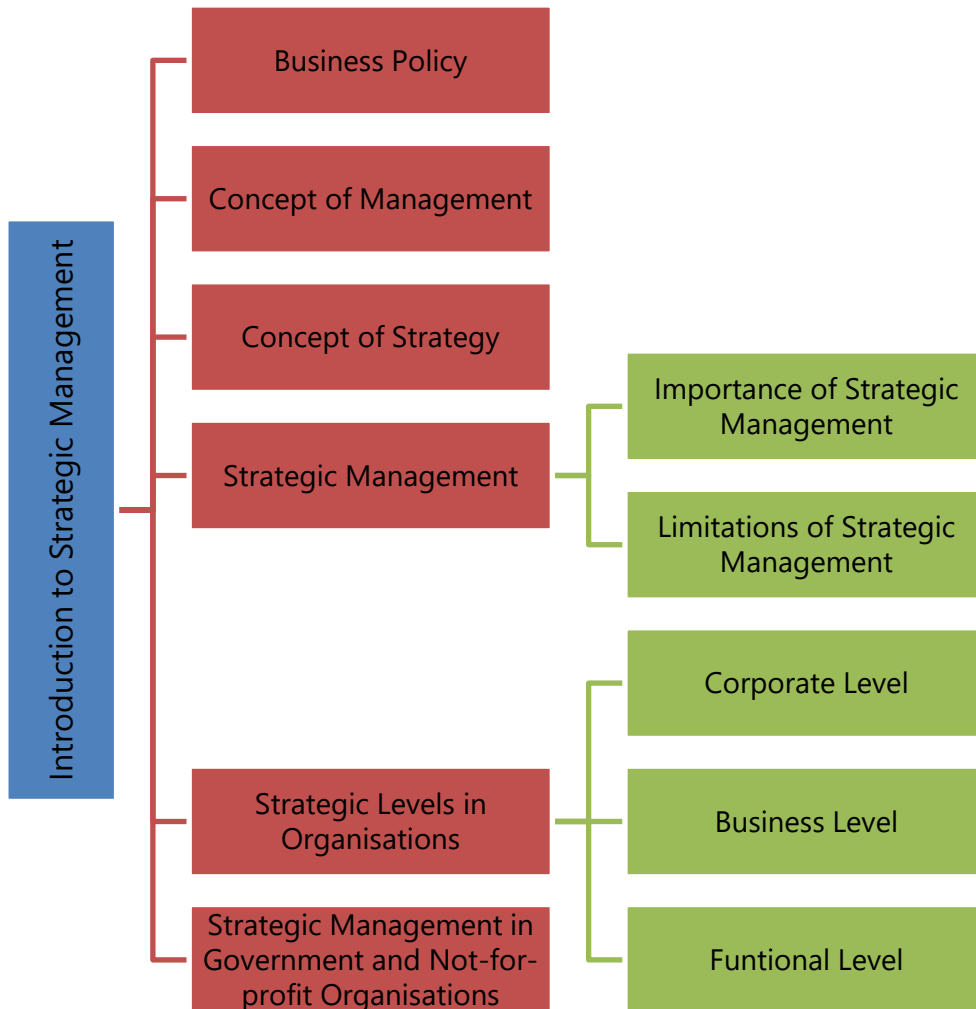 Introduction to Strategic Management
Business Policy
Concept of Management
Concept of Strategy
Strategic Management
Importance of Strategic
Management
Limitations of Strategic
Management
Strategic Levels in
Organisations
Corporate Level
Business Level
Funtional Level
Strategic Management in
Government and Not-for-
profit Organisations